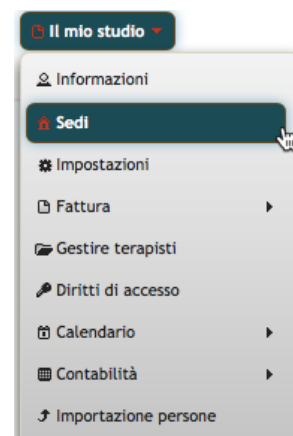 Il mio studio
Informazioni
Sedi
Impostazioni
Fattura
Gestire terapisti
Diritti di accesso
Calendario
Contabilità
Importazione persone